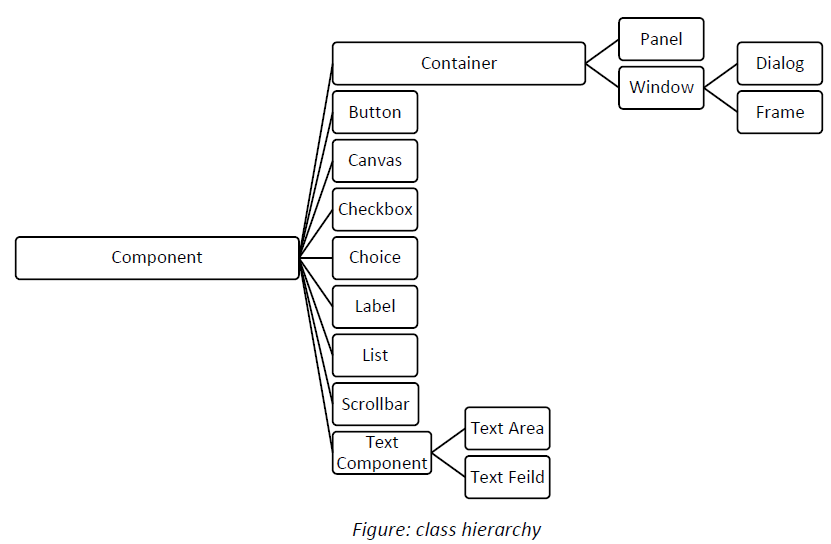 Panel
Container
Dialog
Window
Button
Frame
Canvas
Checkbox
Component
Choice
Label
List
Scrollbar
Text Area
Text
Component
Text Feild
Figure: class hierarchy